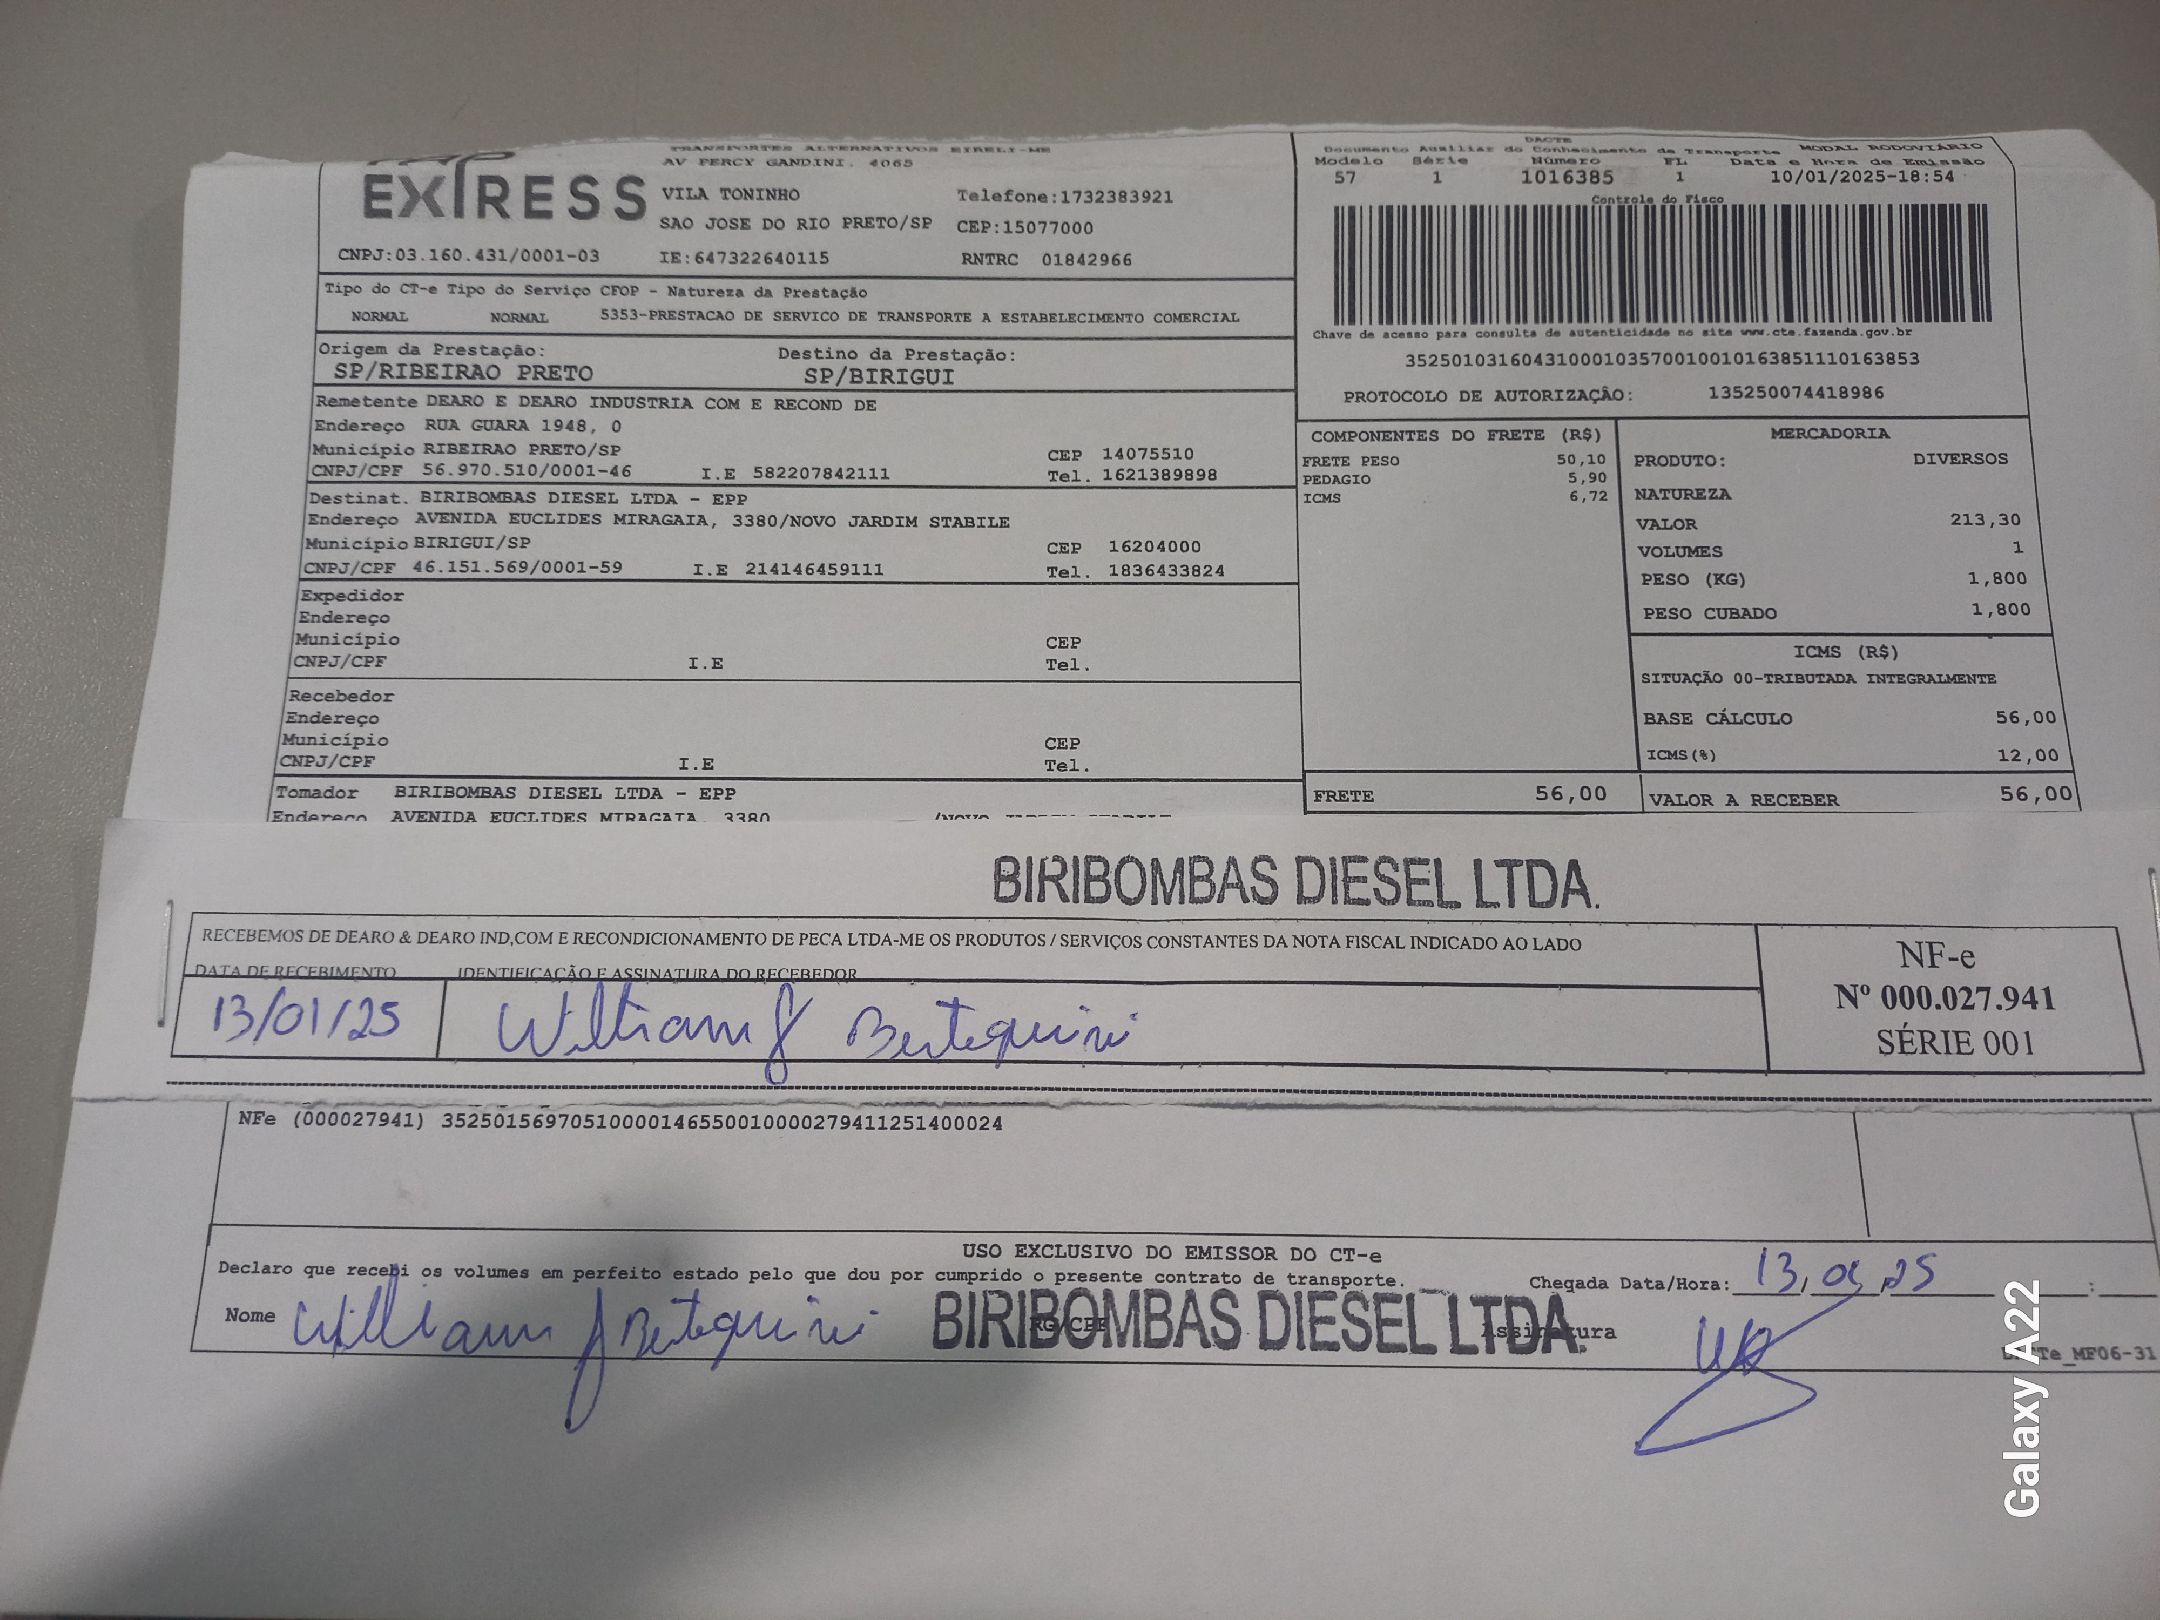 EXPRESS
TRANSPORTES ALTERNATIVOS EIRELI-ME
AV PERCY GANDINI. 4065
VILA TONINHO Telefone:1732383921
SAO JOSE DO RIO PRETO/SP CEP:15077000
CNPJ:03.160.431/0001-03 IE:647322640115 RNTRC 01842966
DACTE
Documento Auxiliar do Conhecimento de Transporte MODAL RODOVIÁRIO
Modelo Série Número FL Data e Hora de Emissão
57 1 1016385 1 10/01/2025-18:54
Controle do Fisco
Chave de acesso para consulta de autenticidade no site www.cte.fazenda.gov.br
35250103160431000103570010010163851110163853
PROTOCOLO DE AUTORIZAÇÃO: 135250074418986
Tipo do CT-e Tipo do Serviço CFOP - Natureza da Prestação
NORMAL NORMAL 5353-PRESTACAO DE SERVICO DE TRANSPORTE A ESTABELECIMENTO COMERCIAL
Origem da Prestação: Destino da Prestação:
SP/RIBEIRAO PRETO SP/BIRIGUI
Remetente DEARO E DEARO INDUSTRIA COM E RECOND DE
Endereço RUA GUARA 1948, 0
Município RIBEIRAO PRETO/SP CEP 14075510
CNPJ/CPF 56.970.510/0001-46 I.E 582207842111 Tel. 1621389898
Destinat. BIRIBOMBAS DIESEL LTDA - EPP
Endereço AVENIDA EUCLIDES MIRAGAIA, 3380/NOVO JARDIM STABILE
Município BIRIGUI/SP CEP 16204000
CNPJ/CPF 46.151.569/0001-59 I.E 214146459111 Tel. 1836433824
Expedidor
Endereço
Município CEP
CNPJ/CPF I.E Tel.
Recebedor
Endereço
Município CEP
CNPJ/CPF I.E Tel.
Tomador BIRIBOMBAS DIESEL LTDA - EPP
Endereço AVENIDA EUCLIDES MIRAGAIA, 3380
COMPONENTES DO FRETE (R$)
FRETE PESO 50,10
PEDAGIO 5,90
ICMS 6,72
FRETE 56,00
MERCADORIA
PRODUTO: DIVERSOS
NATUREZA
VALOR 213,30
VOLUMES 1
PESO (KG) 1,800
PESO CUBADO 1,800
ICMS (R$)
SITUAÇÃO 00-TRIBUTADA INTEGRALMENTE
BASE CÁLCULO 56,00
ICMS(%) 12,00
VALOR A RECEBER 56,00
BIRIBOMBAS DIESEL LTDA.
RECEBEMOS DE DEARO & DEARO IND,COM E RECONDICIONAMENTO DE PECA LTDA-ME OS PRODUTOS / SERVIÇOS CONSTANTES DA NOTA FISCAL INDICADO AO LADO
DATA DE RECEBIMENTO IDENTIFICAÇÃO E ASSINATURA DO RECEBEDOR
13/01/25 William J Bertequini
NF-e
Nº 000.027.941
SÉRIE 001
NFe (000027941) 35250156970510000146550010000279411251400024
USO EXCLUSIVO DO EMISSOR DO CT-e
Declaro que recebi os volumes em perfeito estado pelo que dou por cumprido o presente contrato de transporte.
Chegada Data/Hora: 13/01/25 :
Nome William J Bertequini RG/CPF Assinatura
BIRIBOMBAS DIESEL LTDA.
MF06-31
Galaxy A22